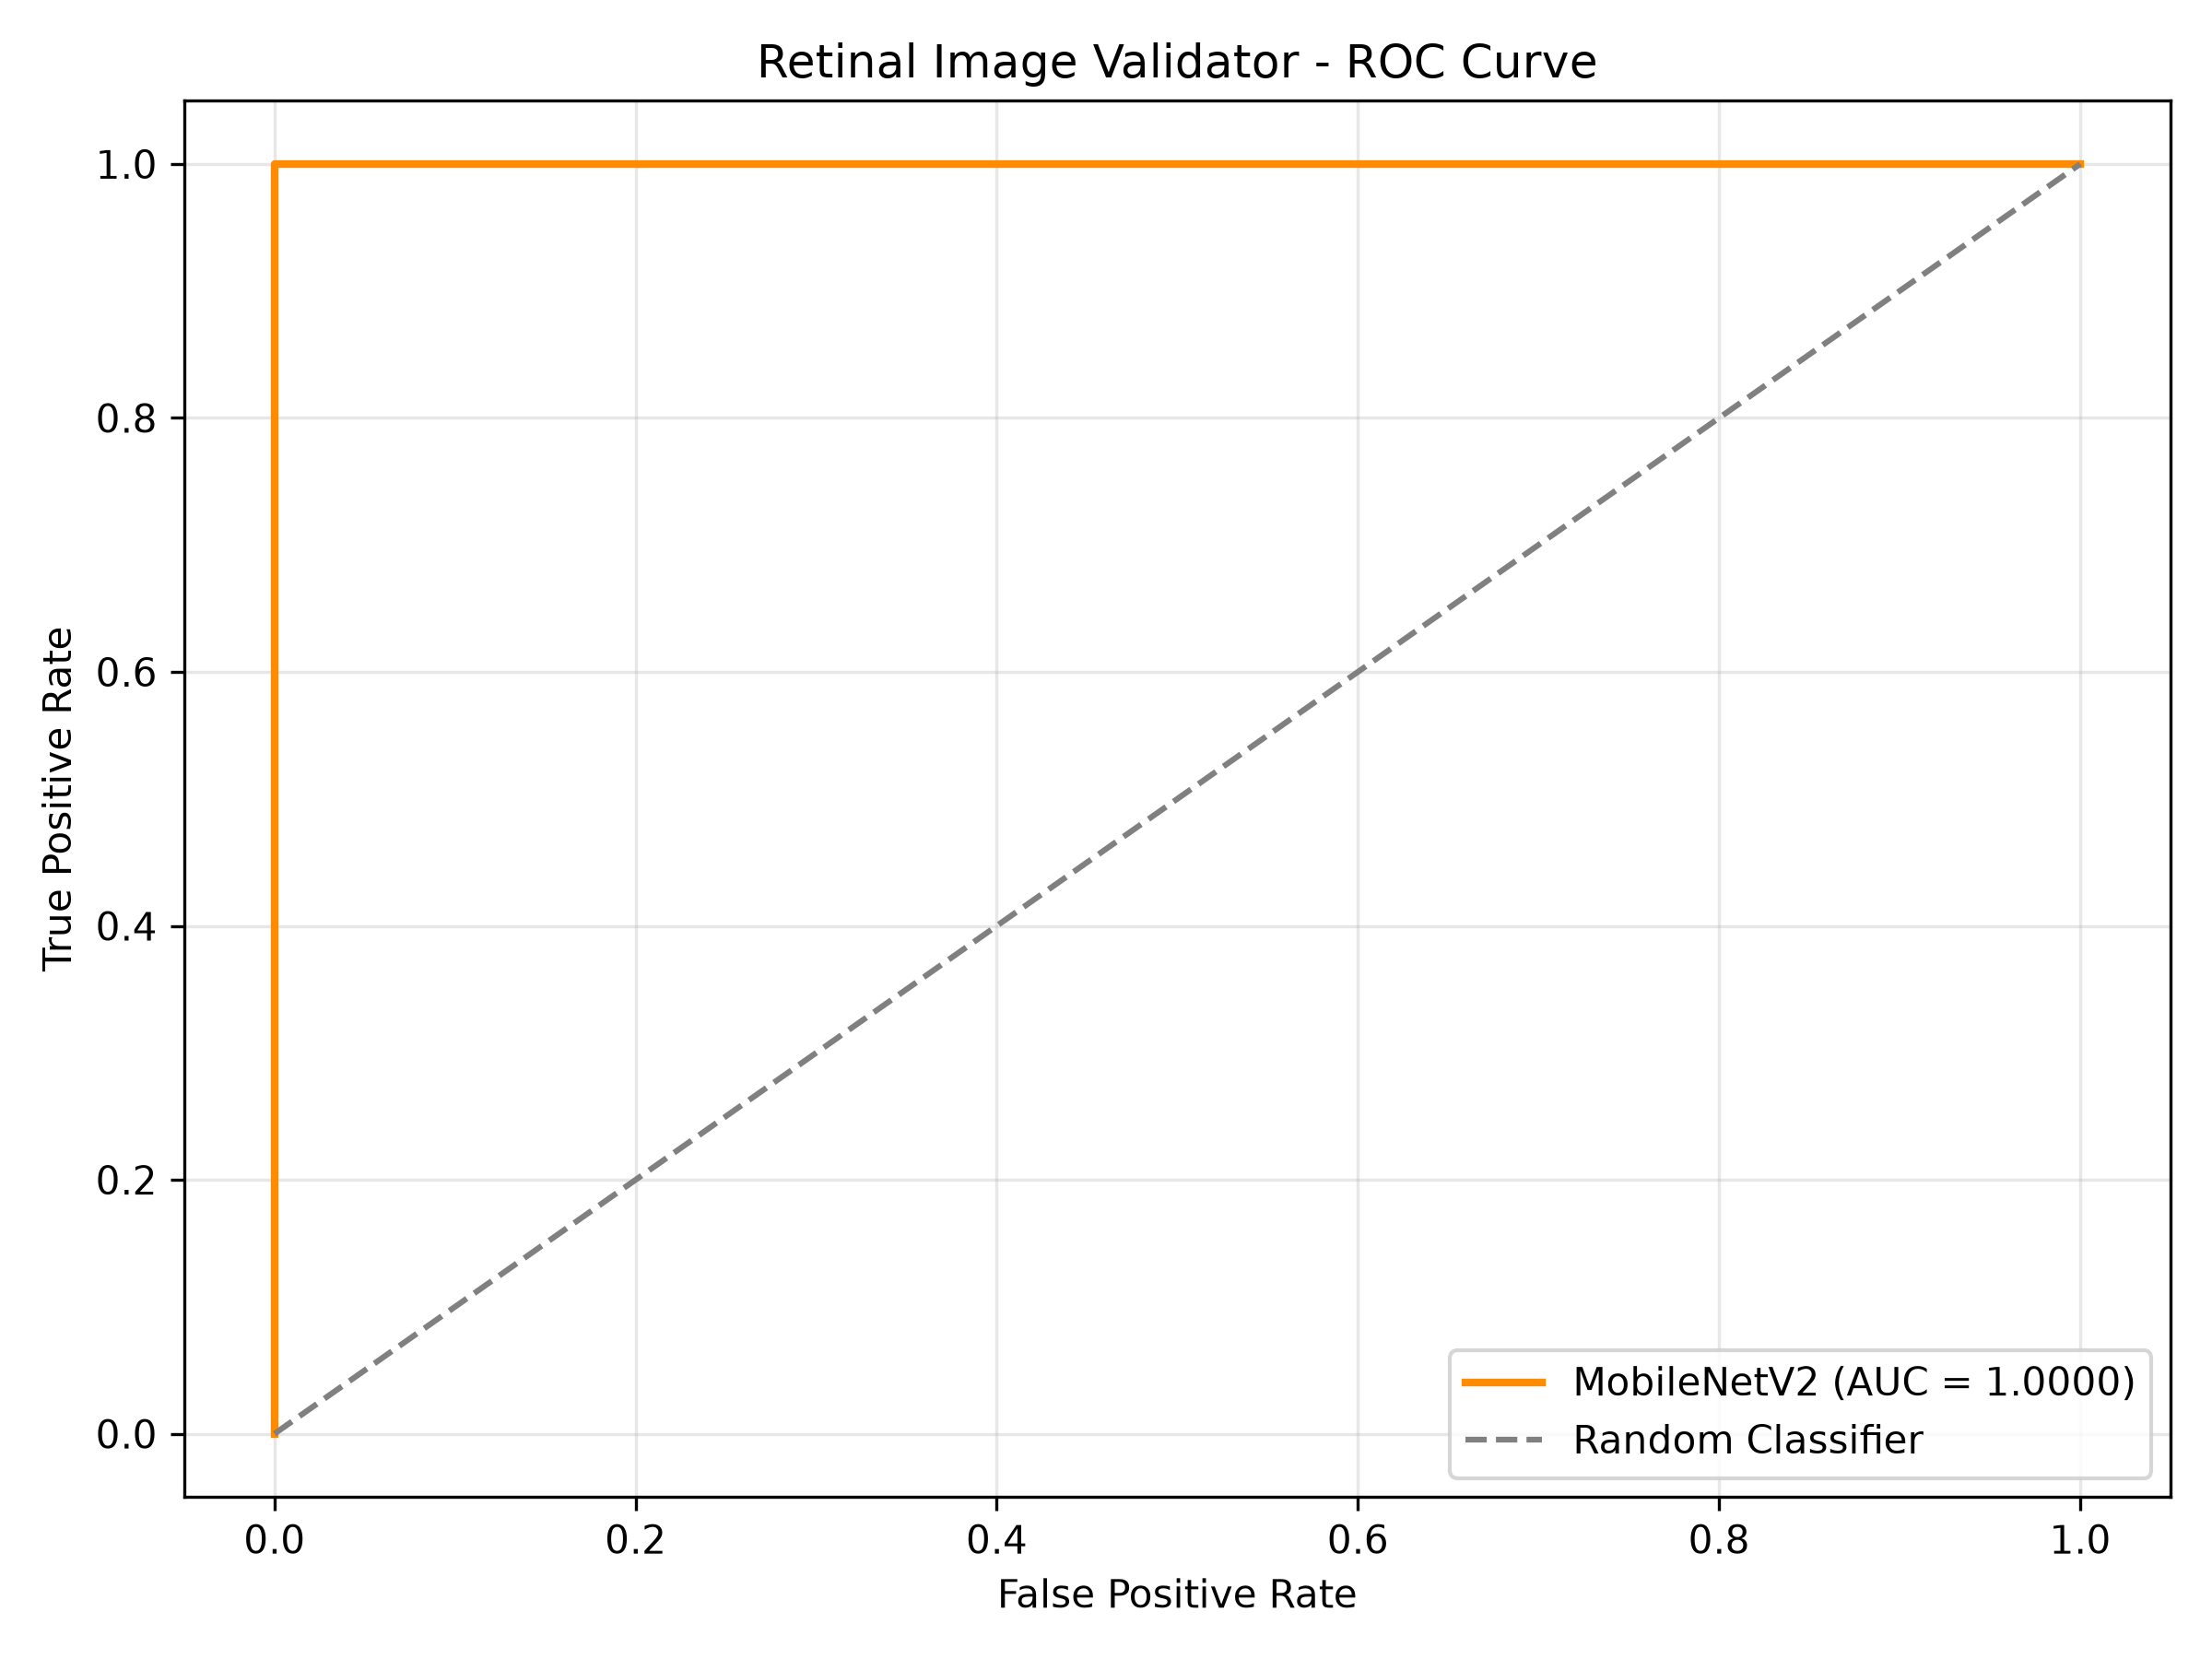 Retinal Image Validator - ROC Curve
True Positive Rate
1.0
0.8
0.6
0.4
0.2
0.0
MobileNetV2 (AUC = 1.0000)
Random Classifier
0.0 0.2 0.4 0.6 0.8 1.0
False Positive Rate